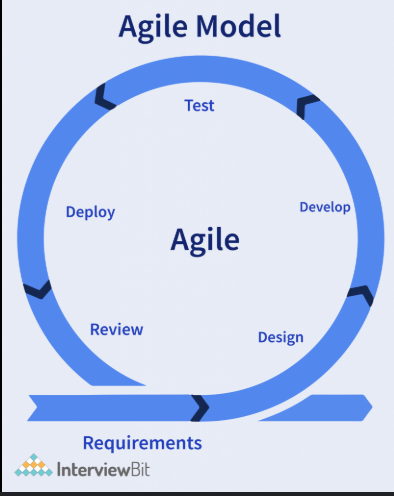 Agile Model
Test
Deploy
Develop
Agile
Review
Design
Requirements
InterviewBit